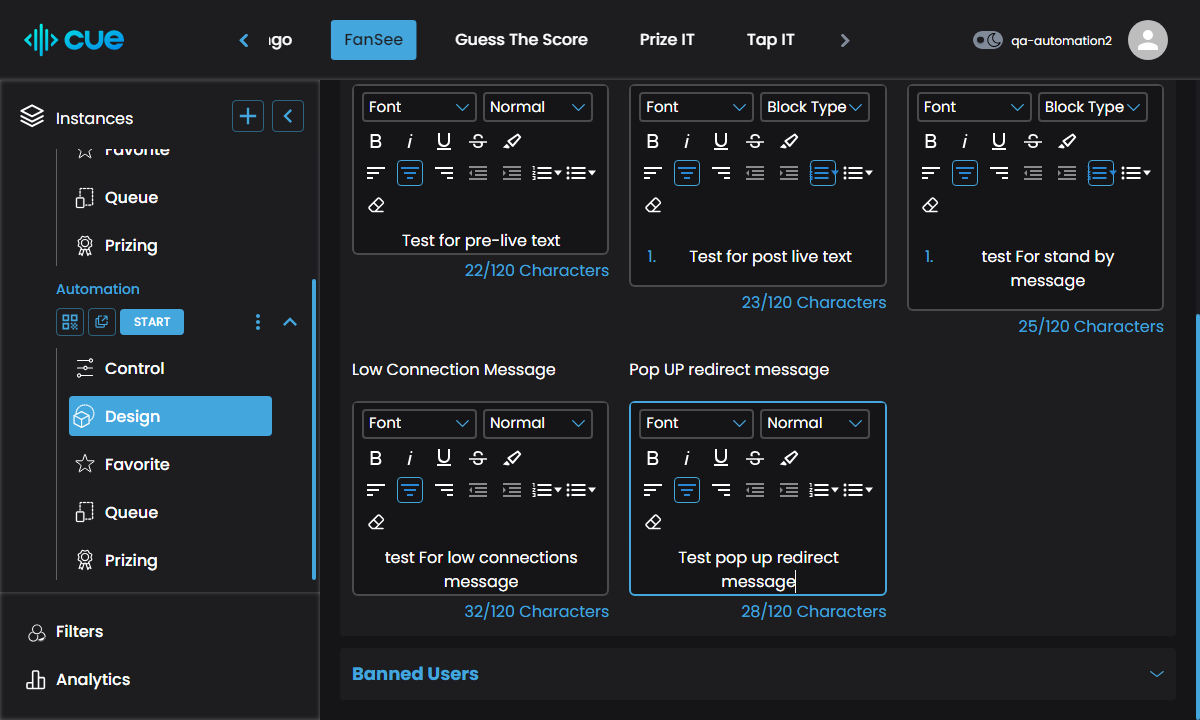 cue
ngo
FanSee
Guess The Score
Prize IT
Tap IT
qa-automation2
Instances
Favorite
Queue
Prizing
Automation
START
Control
Design
Favorite
Queue
Prizing
Filters
Analytics
Font
Normal
Test for pre-live text
22/120 Characters
Font
Block Type
1. Test for post live text
23/120 Characters
Font
Block Type
1. test For stand by
message
25/120 Characters
Low Connection Message
Font
Normal
test For low connections
message
32/120 Characters
Pop UP redirect message
Font
Normal
Test pop up redirect
message
28/120 Characters
Banned Users